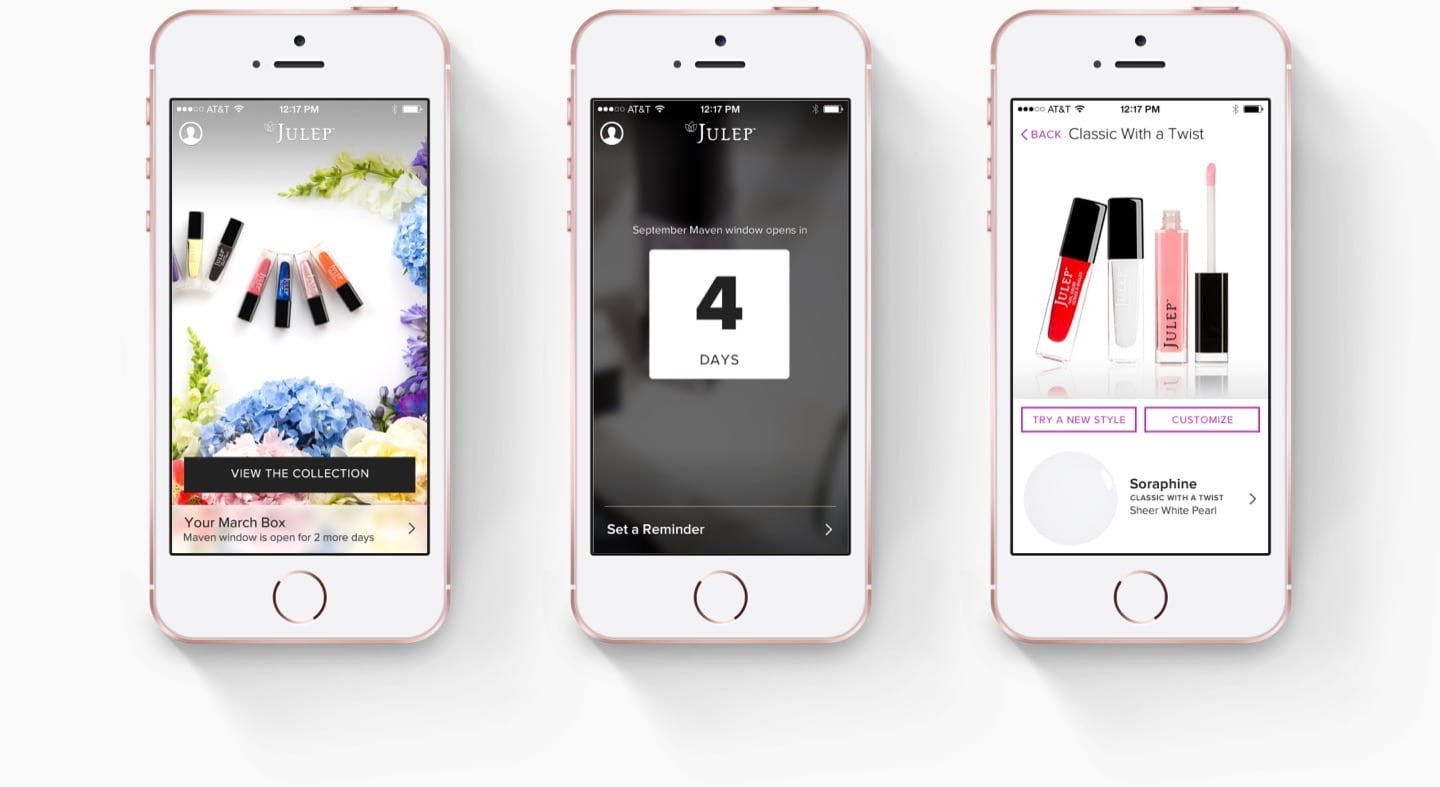 AT&T 12:17 PM
JULEP
JULEP
VIEW THE COLLECTION
Your March Box
Maven window is open for 2 more days
AT&T 12:17 PM
JULEP
September Maven window opens in
4
DAYS
Set a Reminder
AT&T 12:17 PM
BACK Classic With a Twist
JULEP
JULEP
JULEP
TRY A NEW STYLE
CUSTOMIZE
Soraphine
CLASSIC WITH A TWIST
Sheer White Pearl